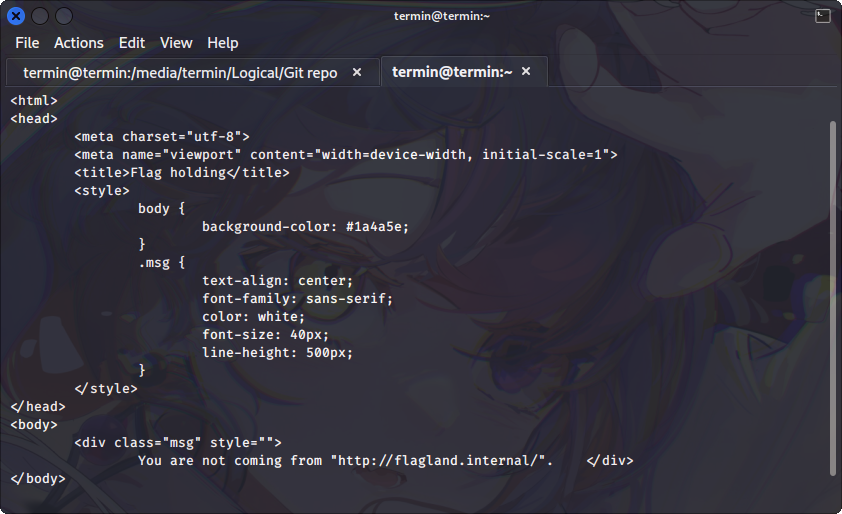 termin@termin:~
File Actions Edit View Help
termin@termin:/media/termin/Logical/Git repo × termin@termin:~ ×
<html>
<head>
        <meta charset="utf-8">
        <meta name="viewport" content="width=device-width, initial-scale=1">
        <title>Flag holding</title>
        <style>
                body {
                        background-color: #1a4a5e;
                }
                .msg {
                        text-align: center;
                        font-family: sans-serif;
                        color: white;
                        font-size: 40px;
                        line-height: 500px;
                }
        </style>
</head>
<body>
        <div class="msg" style="">
                You are not coming from "http://flagland.internal/".    </div>
</body>